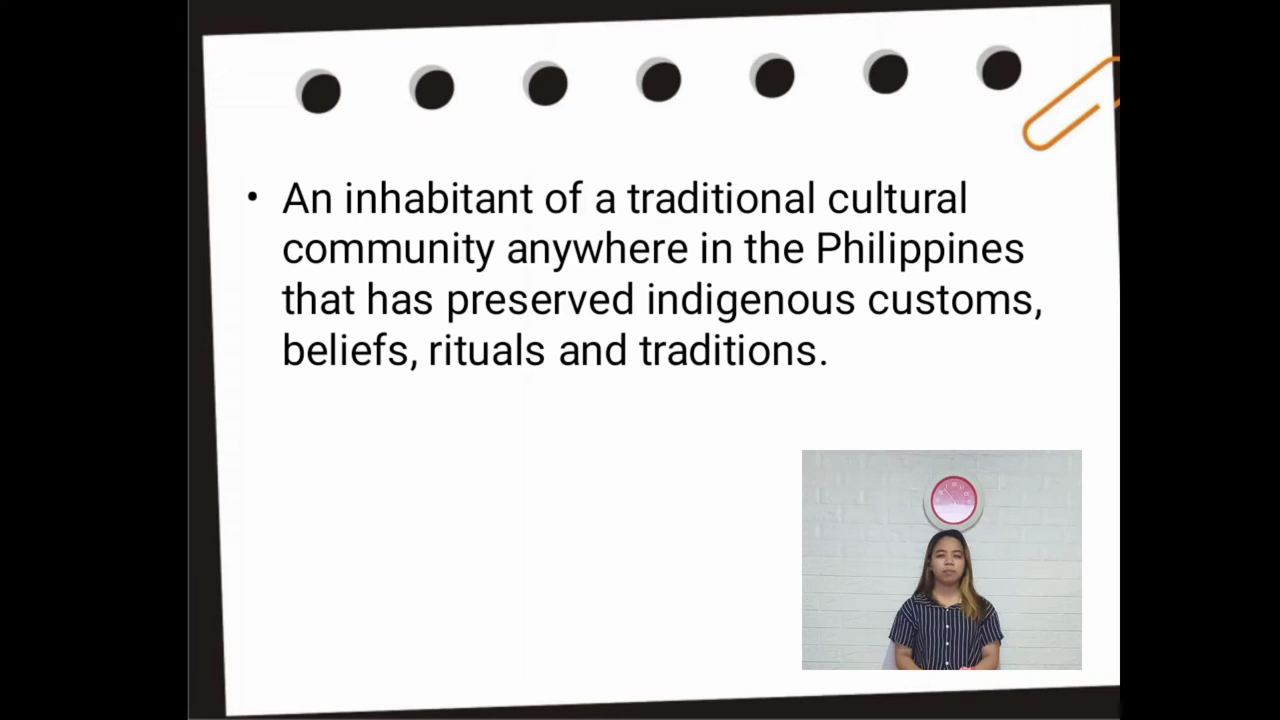 • An inhabitant of a traditional cultural
community anywhere in the Philippines
that has preserved indigenous customs,
beliefs, rituals and traditions.